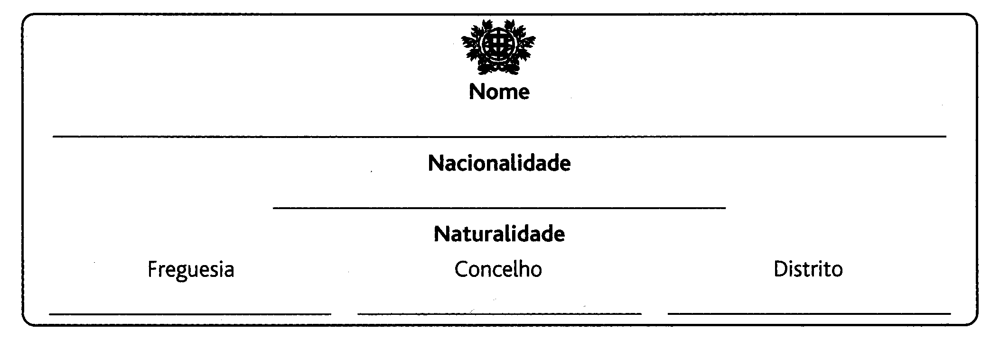 Nome
Nacionalidade
Naturalidade
Freguesia Concelho Distrito